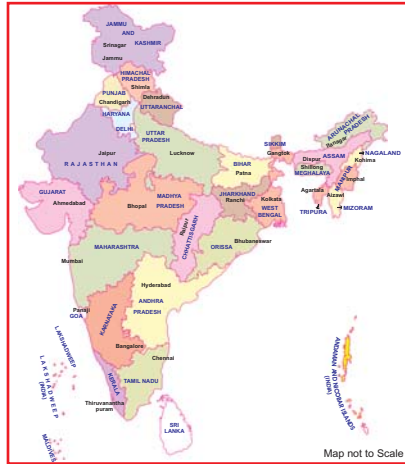 JAMMU
AND
KASHMIR
Srinagar
Jammu
HIMACHAL
PRADESH
Shimla
PUNJAB
Chandigarh
Dehradun
UTTARANCHAL
HARYANA
DELHI
UTTAR
PRADESH
Lucknow
Jaipur
RAJASTHAN
SIKKIM
Gangtok
ARUNACHAL
PRADESH
Itanagar
NAGALAND
Kohima
ASSAM
Dispur
Shillong
MEGHALAYA
MANIPUR
Imphal
Agartala
Aizawl
TRIPURA
MIZORAM
BIHAR
Patna
JHARKHAND
Ranchi
Kolkata
WEST
BENGAL
GUJARAT
Ahmedabad
MADHYA
PRADESH
Bhopal
Raipur
CHHATTISGARH
ORISSA
Bhubaneswar
MAHARASHTRA
Mumbai
Hyderabad
ANDHRA
PRADESH
Panaji
GOA
KARNATAKA
Bangalore
Chennai
TAMIL NADU
KERALA
Thiruvanantha
puram
LAKSHADWEEP
LAKSHADWEEP
(INDIA)
MALDIVES
SRI
LANKA
ANDAMAN AND NICOBAR ISLANDS
(INDIA)
Map not to Scale